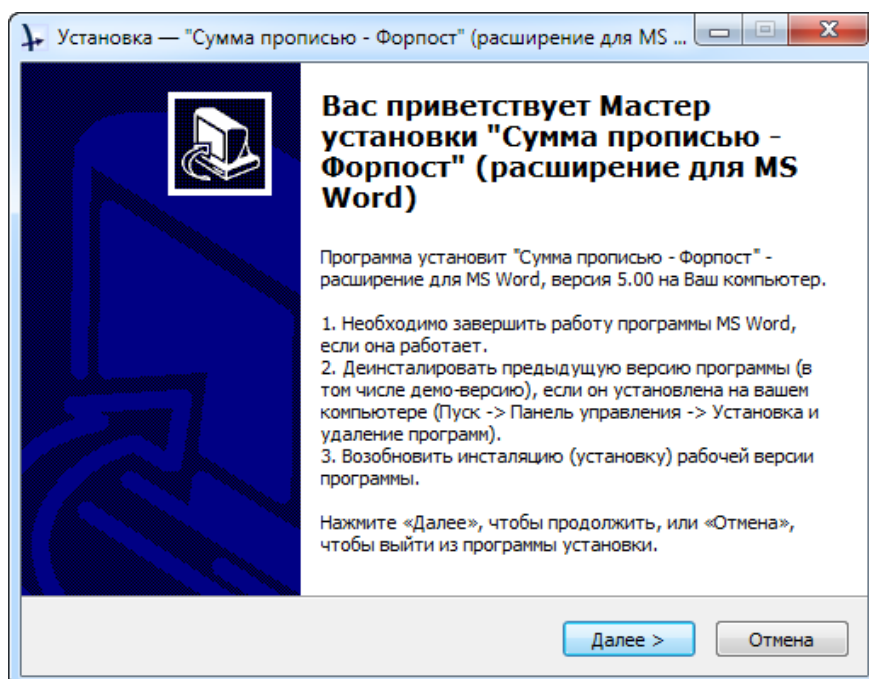 Установка — "Сумма прописью - Форпост" (расширение для MS ...
Вас приветствует Мастер
установки "Сумма прописью -
Форпост" (расширение для MS
Word)
Программа установит "Сумма прописью - Форпост" -
расширение для MS Word, версия 5.00 на Ваш компьютер.
1. Необходимо завершить работу программы MS Word,
если она работает.
2. Деинсталировать предыдущую версию программы (в
том числе демо-версию), если он установлена на вашем
компьютере (Пуск -> Панель управления -> Установка и
удаление программ).
3. Возобновить инсталяцию (установку) рабочей версии
программы.
Нажмите «Далее», чтобы продолжить, или «Отмена»,
чтобы выйти из программы установки.
Далее >
Отмена